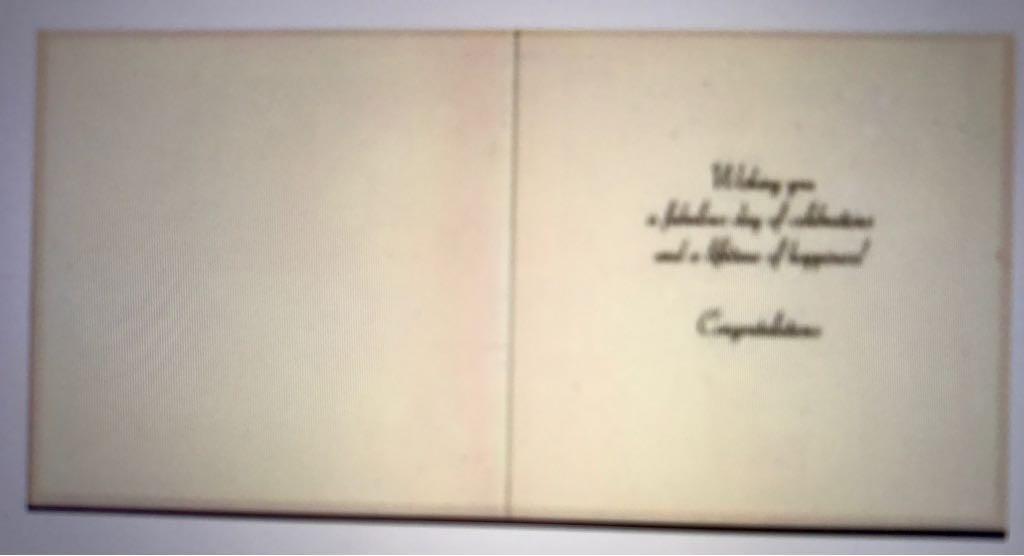 Wishing you
a fabulous day of celebrations
and a lifetime of happiness!
Congratulations